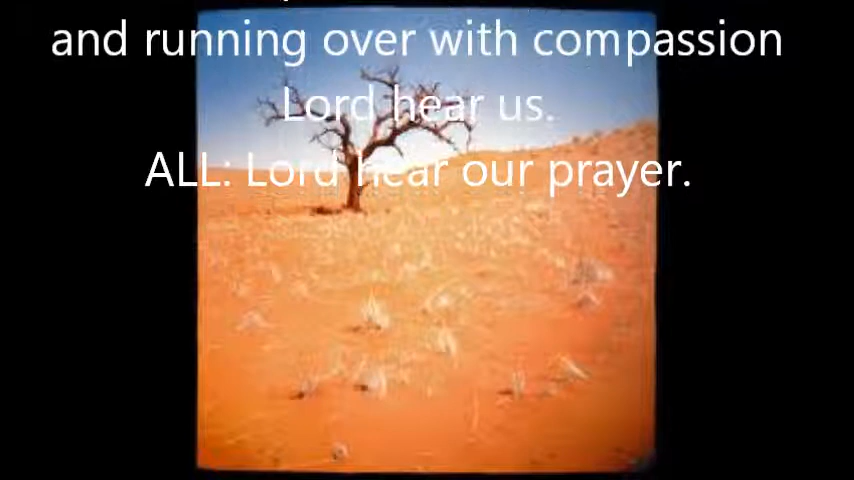 and running over with compassion
Lord hear us.
ALL: Lord hear our prayer.